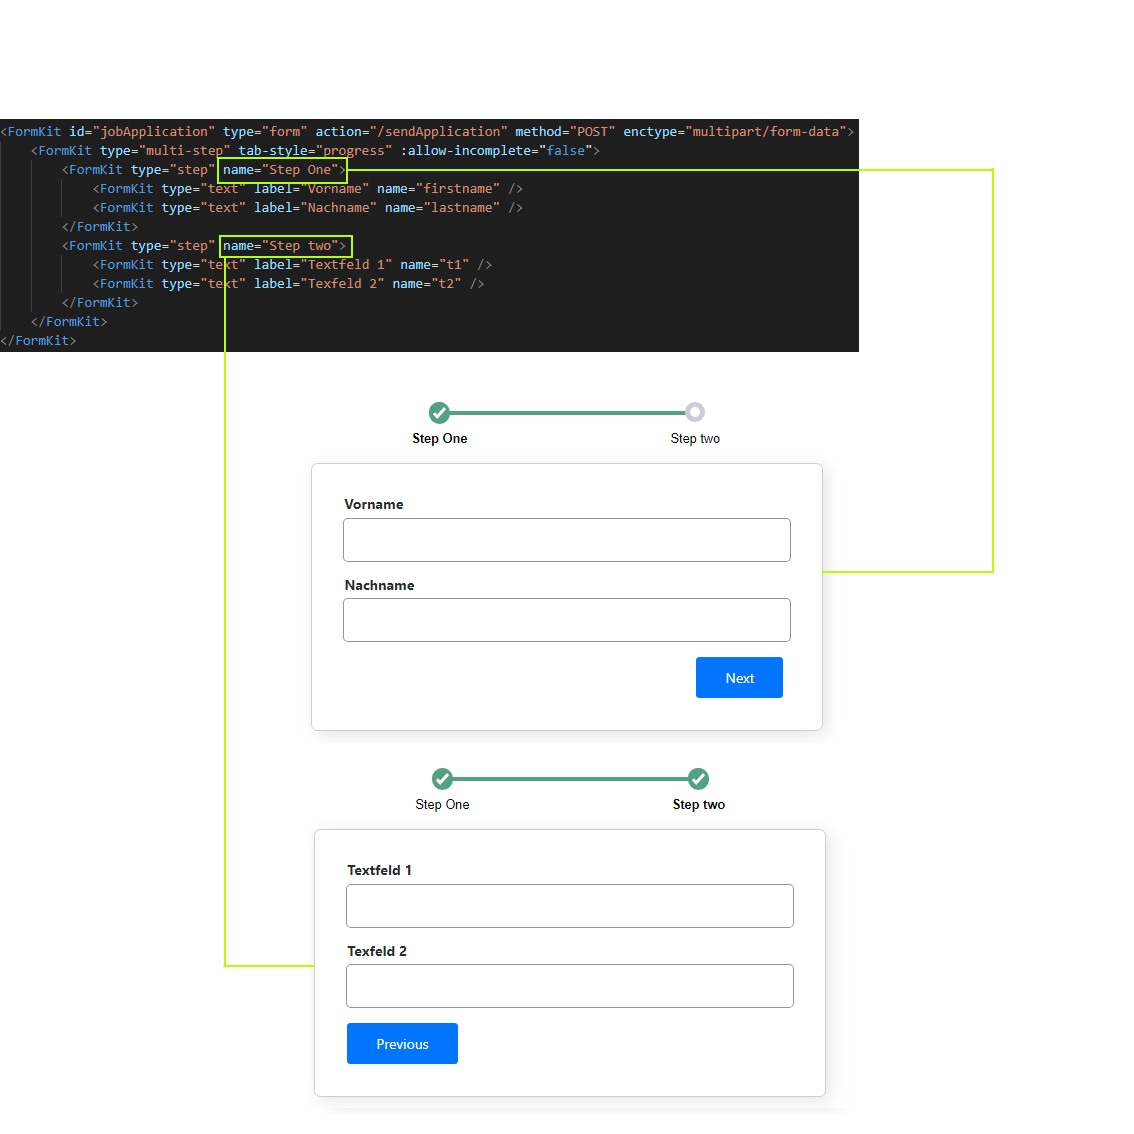 <FormKit id="jobApplication" type="form" action="/sendApplication" method="POST" enctype="multipart/form-data">
<FormKit type="multi-step" tab-style="progress" :allow-incomplete="false">
<FormKit type="step" name="Step One">
<FormKit type="text" label="Vorname" name="firstname" />
<FormKit type="text" label="Nachname" name="lastname" />
</FormKit>
<FormKit type="step" name="Step two">
<FormKit type="text" label="Textfeld 1" name="t1" />
<FormKit type="text" label="Texfeld 2" name="t2" />
</FormKit>
</FormKit>
</FormKit>
Step One Step two
Vorname
Nachname
Next
Step One Step two
Textfeld 1
Texfeld 2
Previous